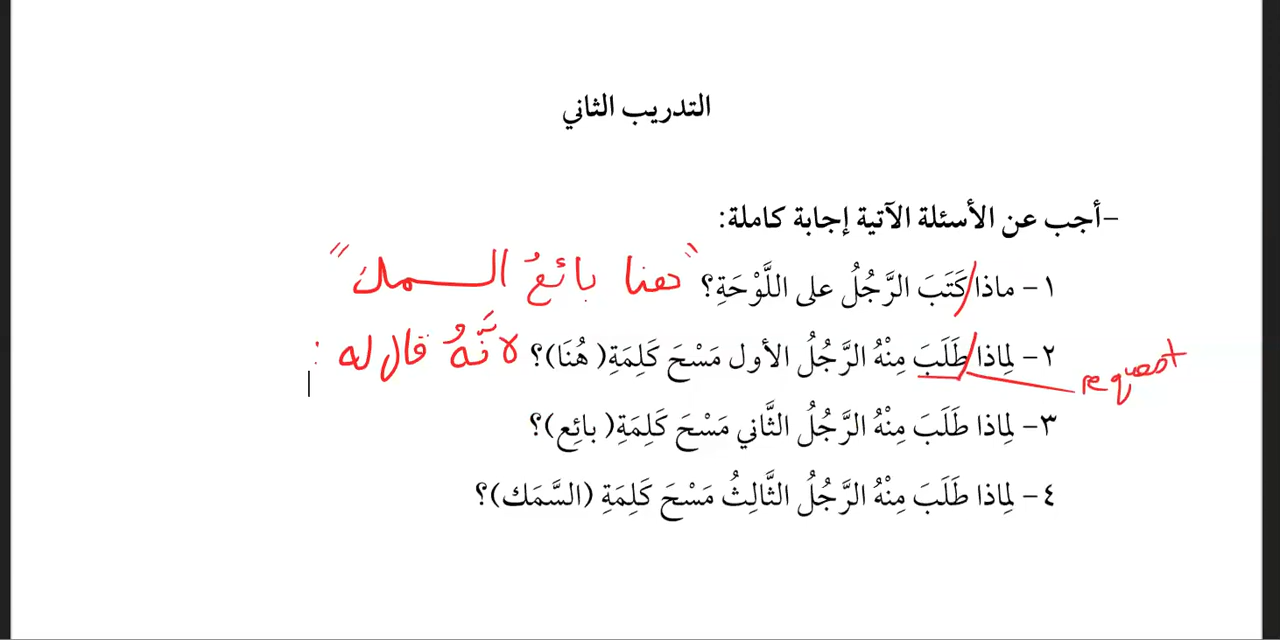 التدريب الثاني
-أجب عن الأسئلة الآتية إجابة كاملة:
١- ماذا/كَتَبَ الرَّجُلُ على اللَّوْحَةِ؟ "هنا بائعُ السمك"
٢- لِماذا/طَلَبَ مِنْهُ الرَّجُلُ الأول مَسْحَ كَلِمَةِ( هُنَا)؟ لأنَّهُ قال له :
request
٣- لِماذا طَلَبَ مِنْهُ الرَّجُلُ الثَّاني مَسْحَ كَلِمَةِ( بائِع)؟
٤- لِماذا طَلَبَ مِنْهُ الرَّجُلُ الثَّالِثُ مَسْحَ كَلِمَةِ (السَّمَك)؟